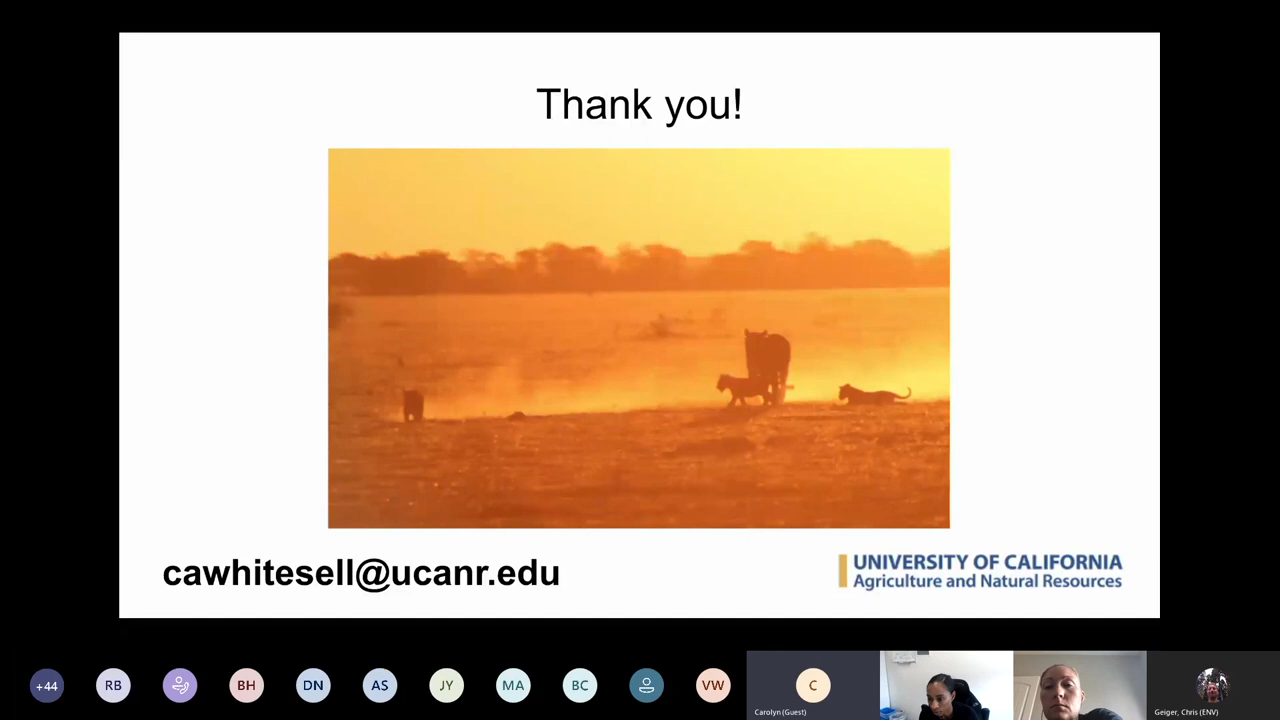 Thank you!
cawhitesell@ucanr.edu
UNIVERSITY OF CALIFORNIA
Agriculture and Natural Resources
+44
RB
BH
DN
AS
JY
MA
BC
VW
C
Carolyn (Guest)
Geiger, Chris (ENV)